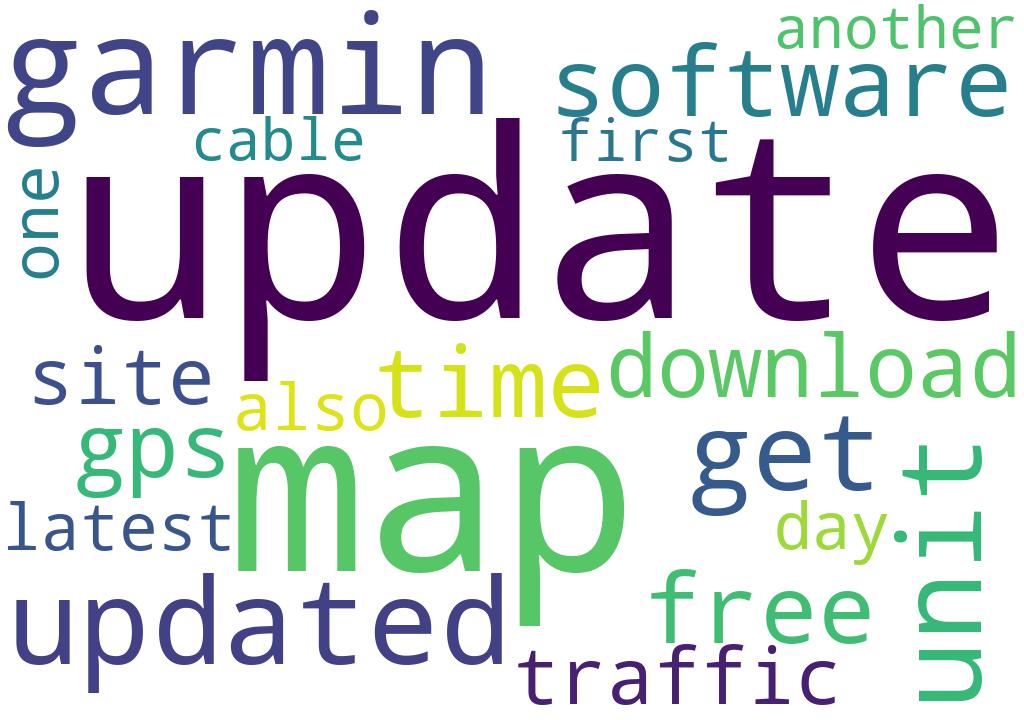 garmin
another
software
cable
first
one
update
site
time
download
also
gps
map
get
unit
latest
day
updated
free
traffic